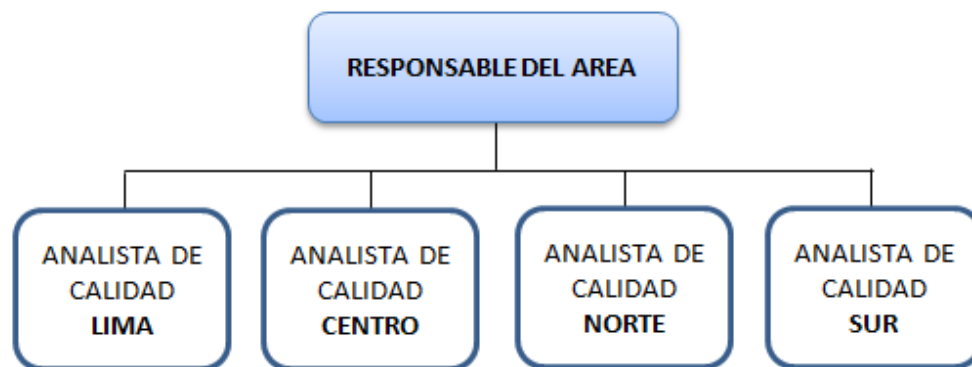 RESPONSABLE DEL AREA
ANALISTA DE
CALIDAD
LIMA
ANALISTA DE
CALIDAD
CENTRO
ANALISTA DE
CALIDAD
NORTE
ANALISTA DE
CALIDAD
SUR